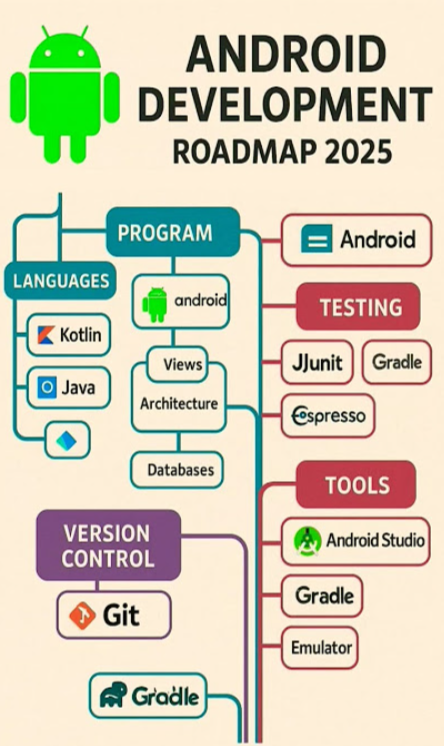 ANDROID
DEVELOPMENT
ROADMAP 2025
PROGRAM
Android
LANGUAGES
android
TESTING
Kotlin
Views
JJunit
Gradle
Java
Architecture
Espresso
Databases
TOOLS
VERSION
CONTROL
Android Studio
Git
Gradle
Emulator
Gradle